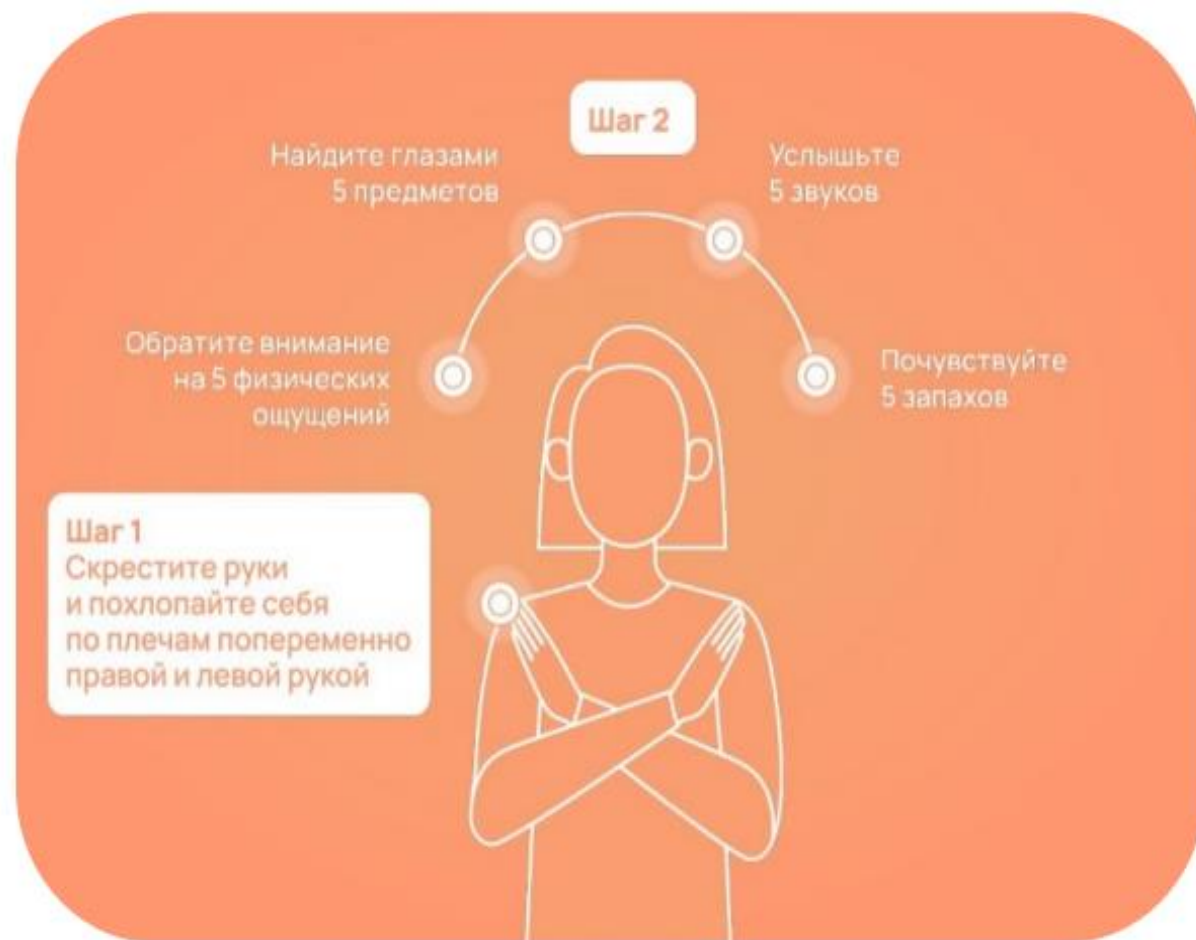 Шаг 2
Найдите глазами
5 предметов
Услышьте
5 звуков
Обратите внимание
на 5 физических
ощущений
Почувствуйте
5 запахов
Шаг 1
Скрестите руки
и похлопайте себя
по плечам попеременно
правой и левой рукой